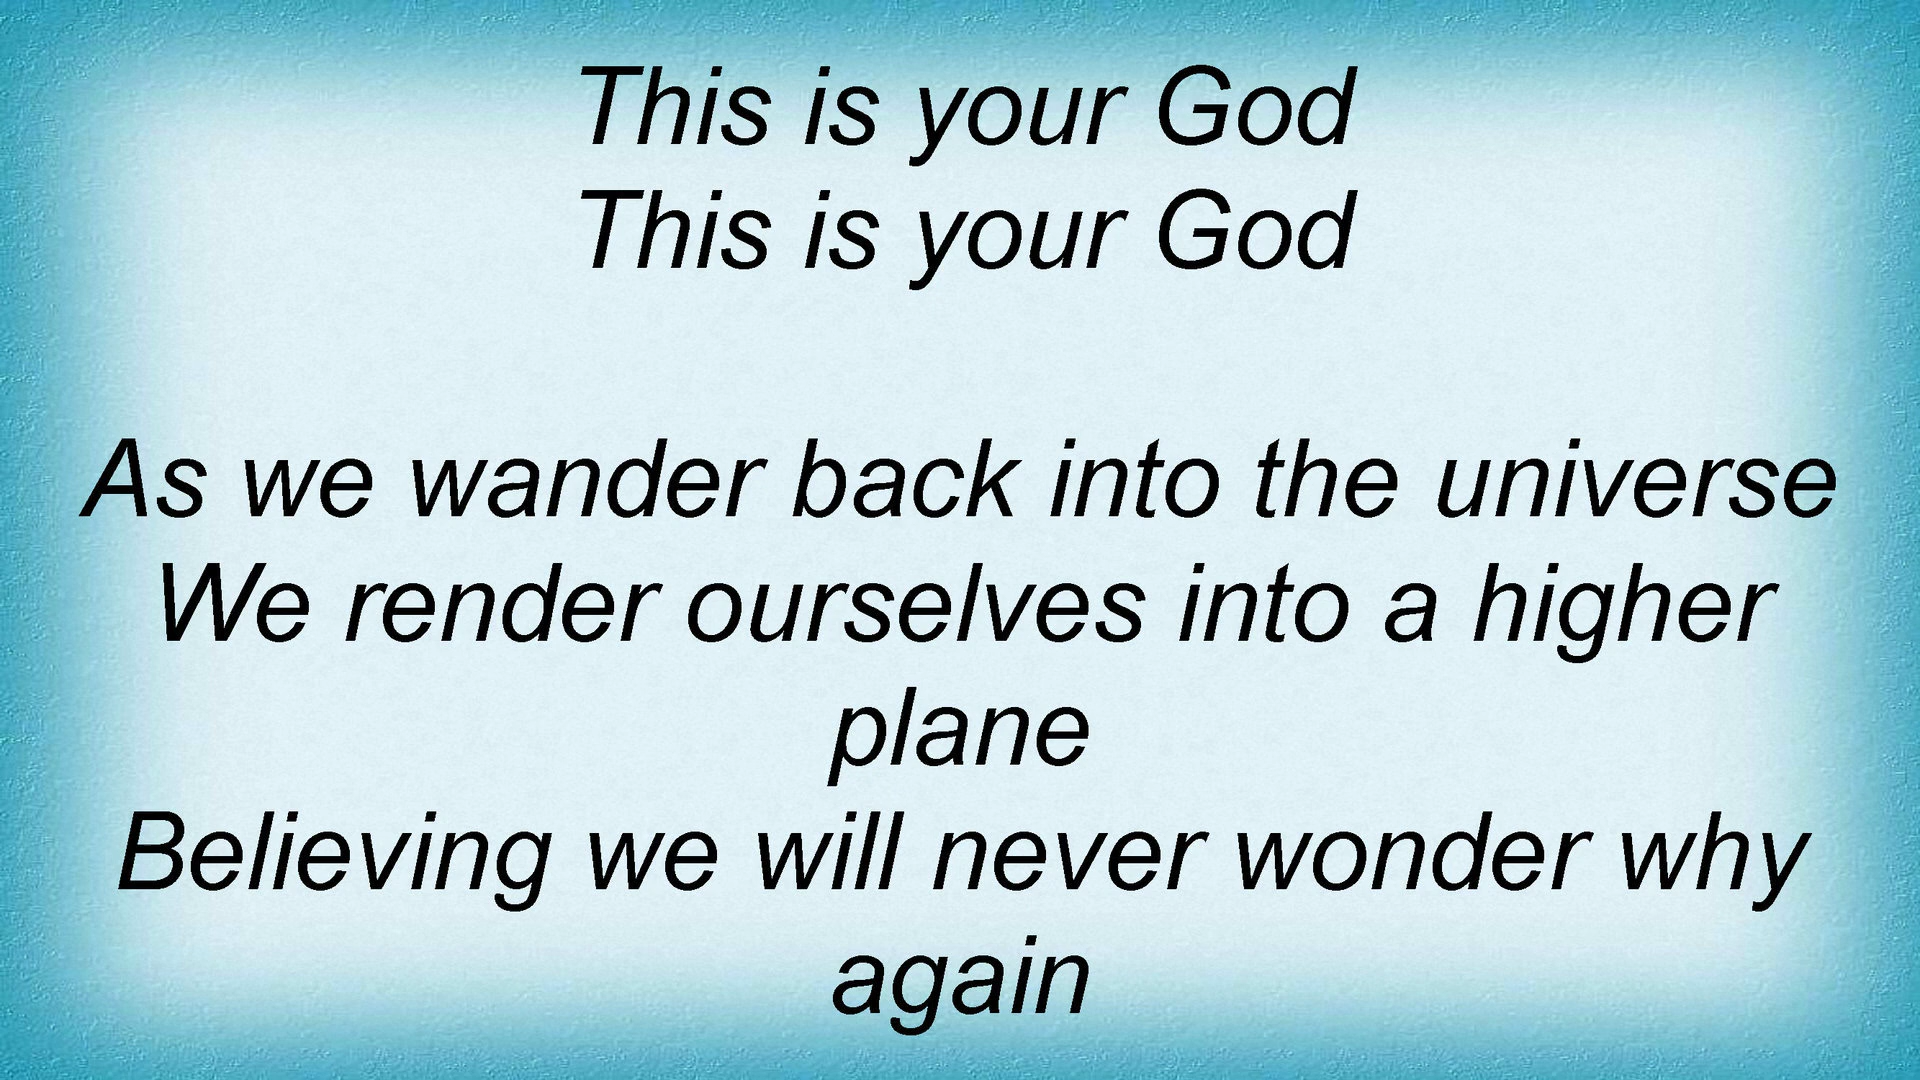 This is your God
This is your God
As we wander back into the universe
We render ourselves into a higher
plane
Believing we will never wonder why
again